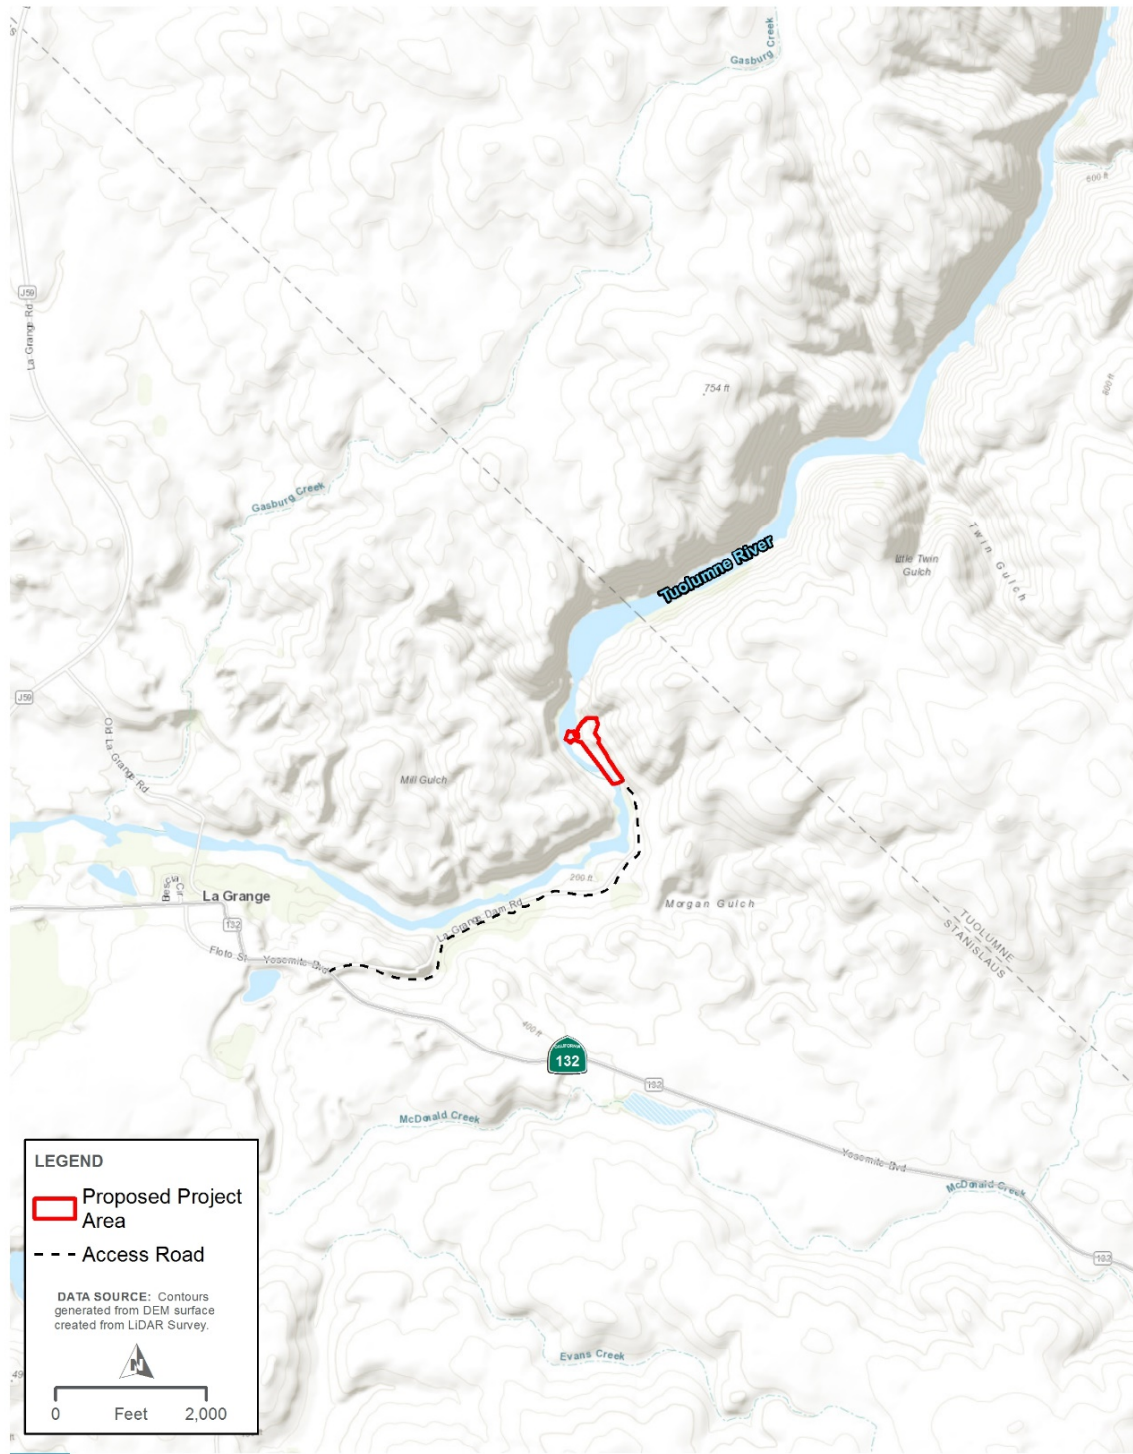 Gasburg Creek
600 ft
J59
La Grange Rd
754 ft
800 ft
Gasburg Creek
Tuolumne River
little Twin
Gulch
Twin Gulch
J59
Old La Grange Rd
Mill Gulch
200 ft
La Grange
132
La Grange Dam Rd
Morgan Gulch
TUOLUMNE
STANISLAUS
Floto St
Yosemite Blvd
400 ft
CALIFORNIA
132
132
McDonald Creek
Yosemite Blvd
McDonald Creek
132
LEGEND
Proposed Project
Area
Access Road
DATA SOURCE: Contours
generated from DEM surface
created from LiDAR Survey.
N
0 Feet 2,000
Evans Creek